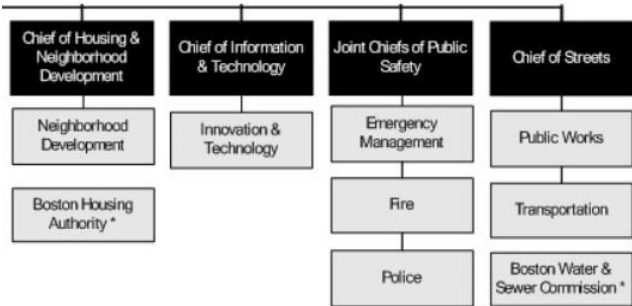 Chief of Housing &
Neighborhood
Development
Neighborhood
Development
Boston Housing
Authority *
Chief of Information
& Technology
Innovation &
Technology
Joint Chiefs of Public
Safety
Emergency
Management
Fire
Police
Chief of Streets
Public Works
Transportation
Boston Water &
Sewer Commission *